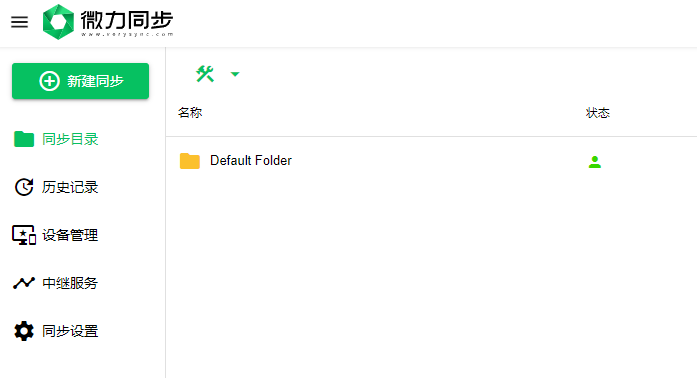 微力同步
www.verysync.com
新建同步
名称
状态
同步目录
Default Folder
历史记录
设备管理
中继服务
同步设置